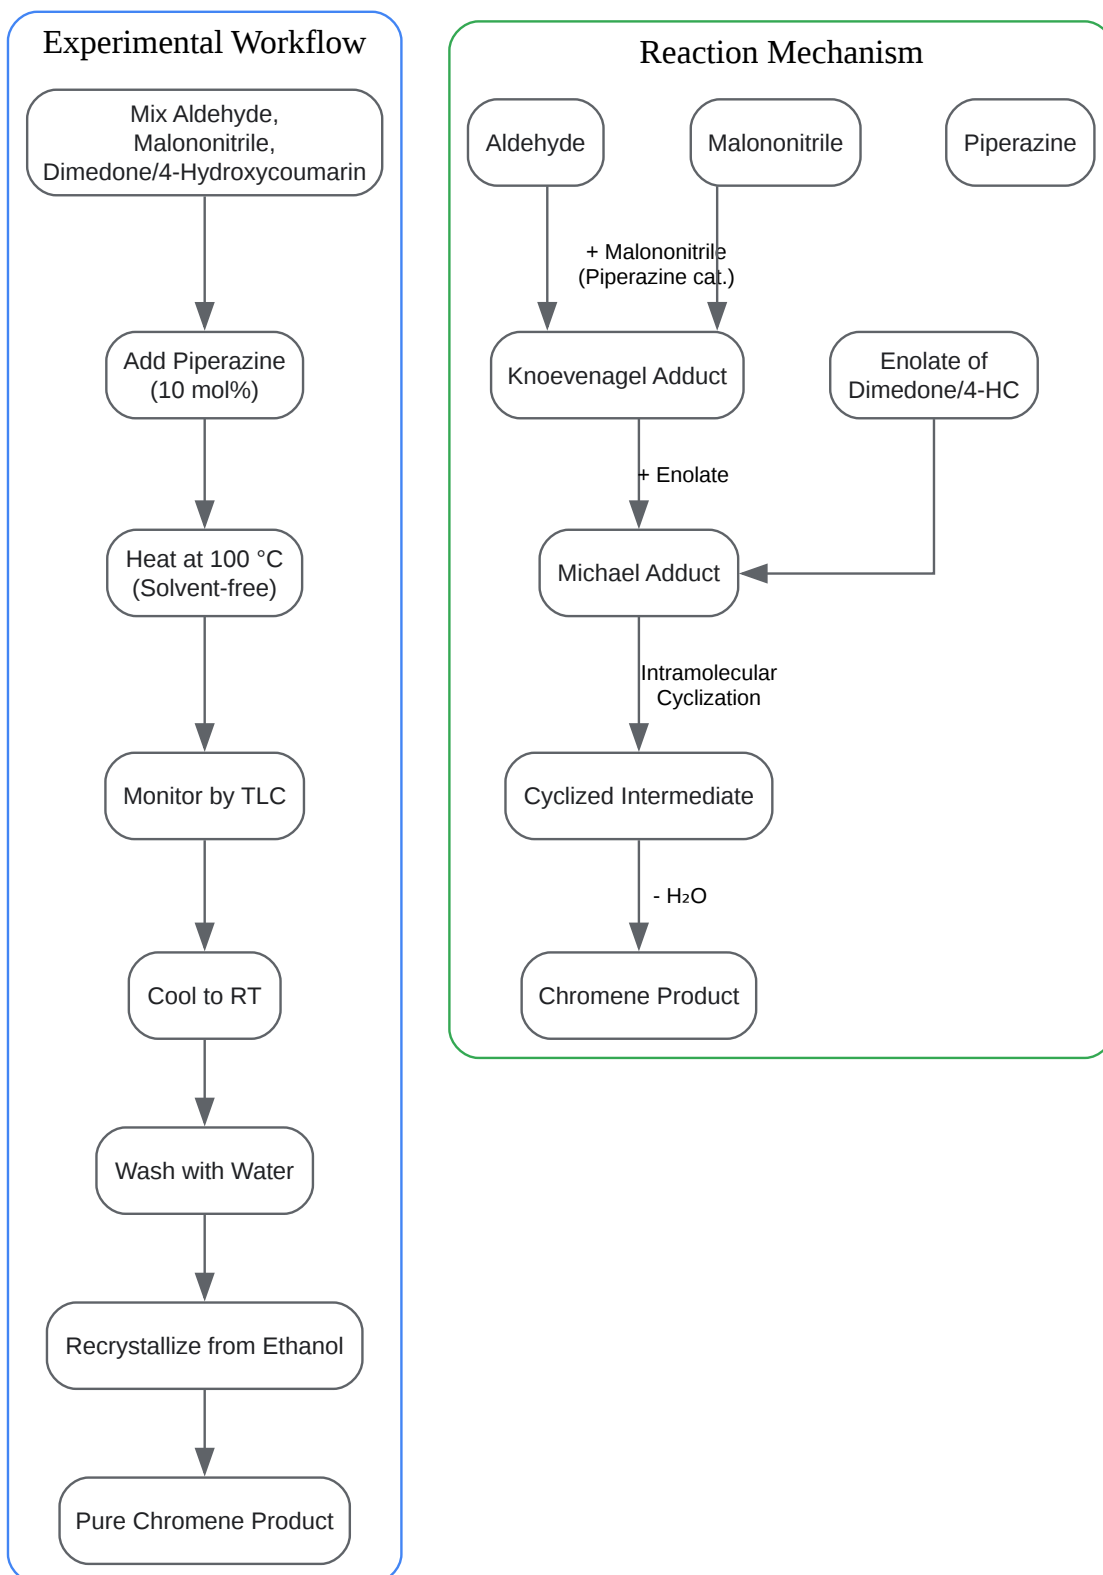 Experimental Workflow
Mix Aldehyde,
Malononitrile,
Dimedone/4-Hydroxycoumarin
Add Piperazine
(10 mol%)
Heat at 100 °C
(Solvent-free)
Monitor by TLC
Cool to RT
Wash with Water
Recrystallize from Ethanol
Pure Chromene Product
Reaction Mechanism
Aldehyde
Malononitrile
Piperazine
+ Malononitrile
(Piperazine cat.)
Knoevenagel Adduct
Enolate of
Dimedone/4-HC
+ Enolate
Michael Adduct
Intramolecular
Cyclization
Cyclized Intermediate
- H₂O
Chromene Product